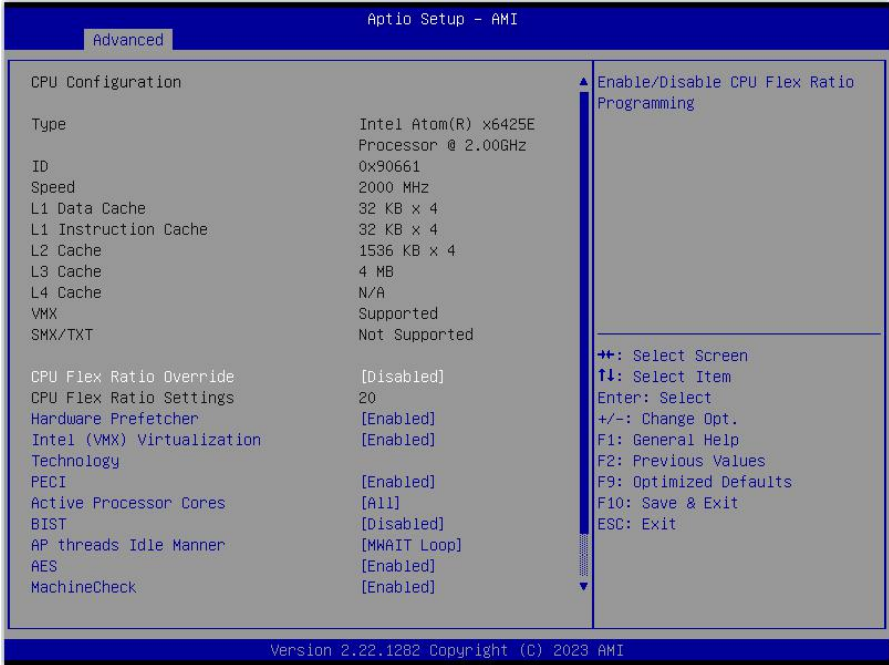 Aptio Setup – AMI
Advanced
CPU Configuration
Type Intel Atom(R) x6425E
Processor @ 2.00GHz
ID 0x90661
Speed 2000 MHz
L1 Data Cache 32 KB x 4
L1 Instruction Cache 32 KB x 4
L2 Cache 1536 KB x 4
L3 Cache 4 MB
L4 Cache N/A
VMX Supported
SMX/TXT Not Supported
CPU Flex Ratio Override [Disabled]
CPU Flex Ratio Settings 20
Hardware Prefetcher [Enabled]
Intel (VMX) Virtualization [Enabled]
Technology
PECI [Enabled]
Active Processor Cores [All]
BIST [Disabled]
AP threads Idle Manner [MWAIT Loop]
AES [Enabled]
MachineCheck [Enabled]
Enable/Disable CPU Flex Ratio
Programming
→←: Select Screen
↑↓: Select Item
Enter: Select
+/-: Change Opt.
F1: General Help
F2: Previous Values
F9: Optimized Defaults
F10: Save & Exit
ESC: Exit
Version 2.22.1282 Copyright (C) 2023 AMI